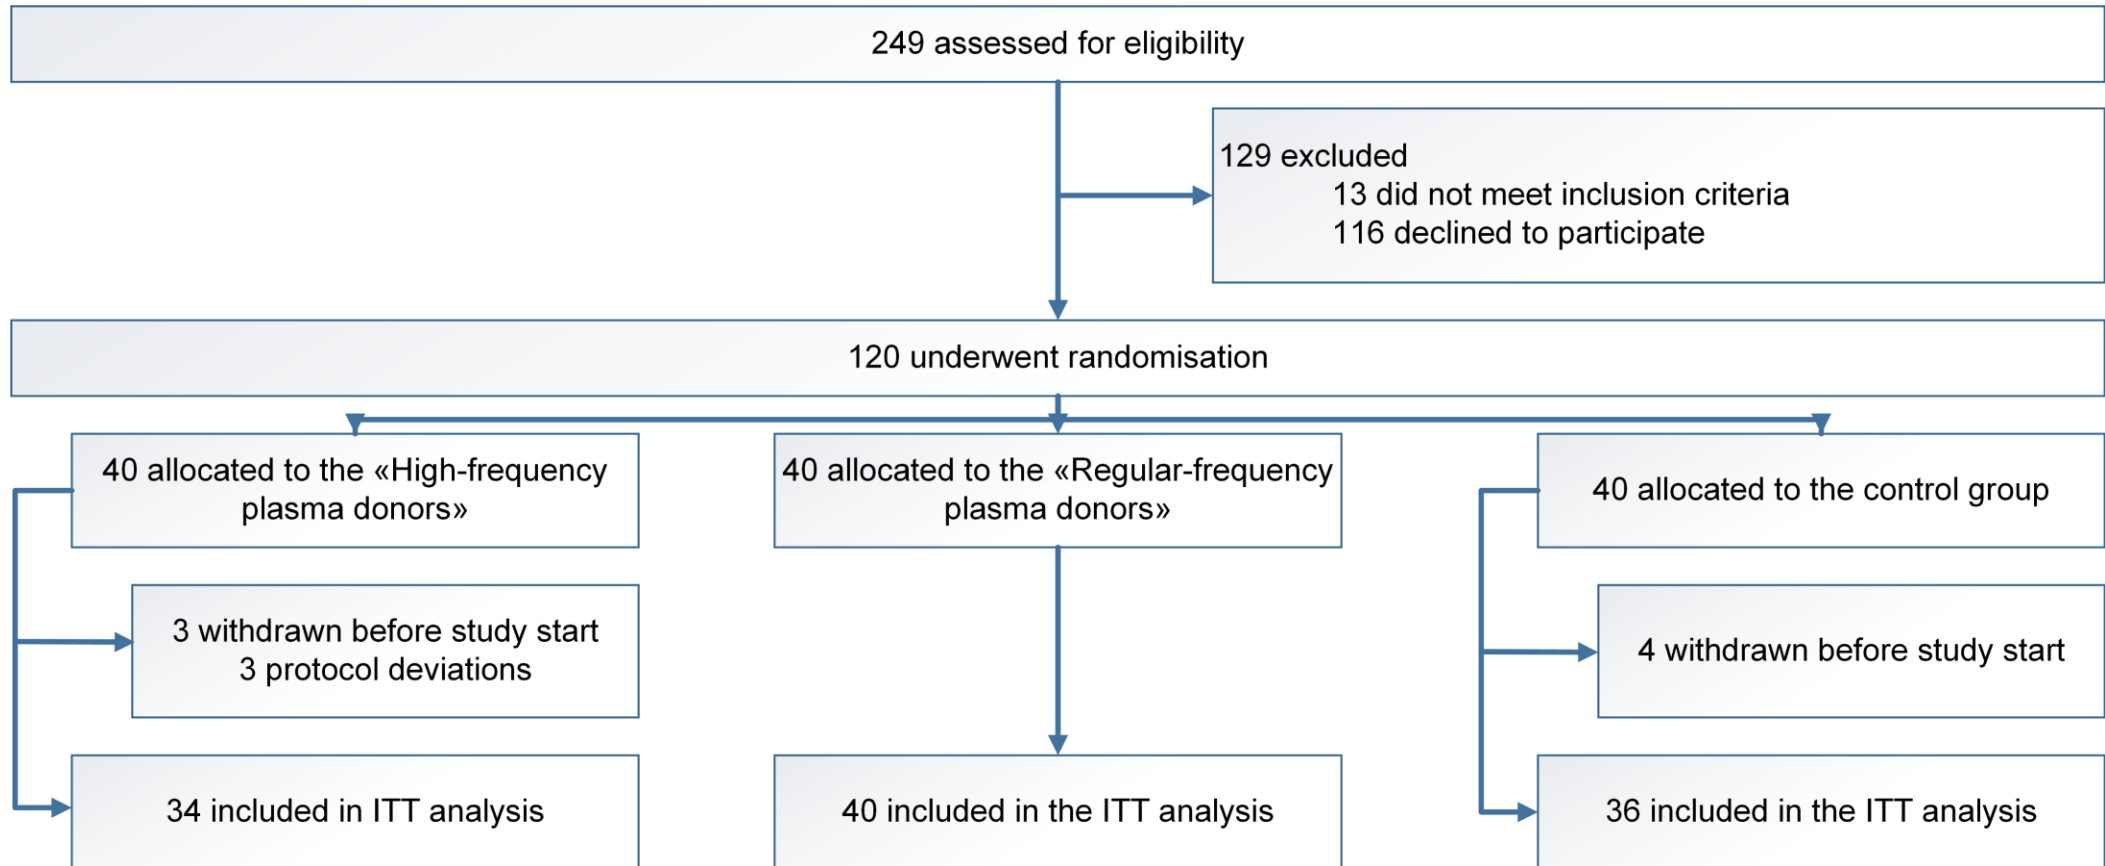 249 assessed for eligibility
129 excluded
13 did not meet inclusion criteria
116 declined to participate
120 underwent randomisation
40 allocated to the «High-frequency
plasma donors»
40 allocated to the «Regular-frequency
plasma donors»
40 allocated to the control group
3 withdrawn before study start
3 protocol deviations
4 withdrawn before study start
34 included in ITT analysis
40 included in the ITT analysis
36 included in the ITT analysis